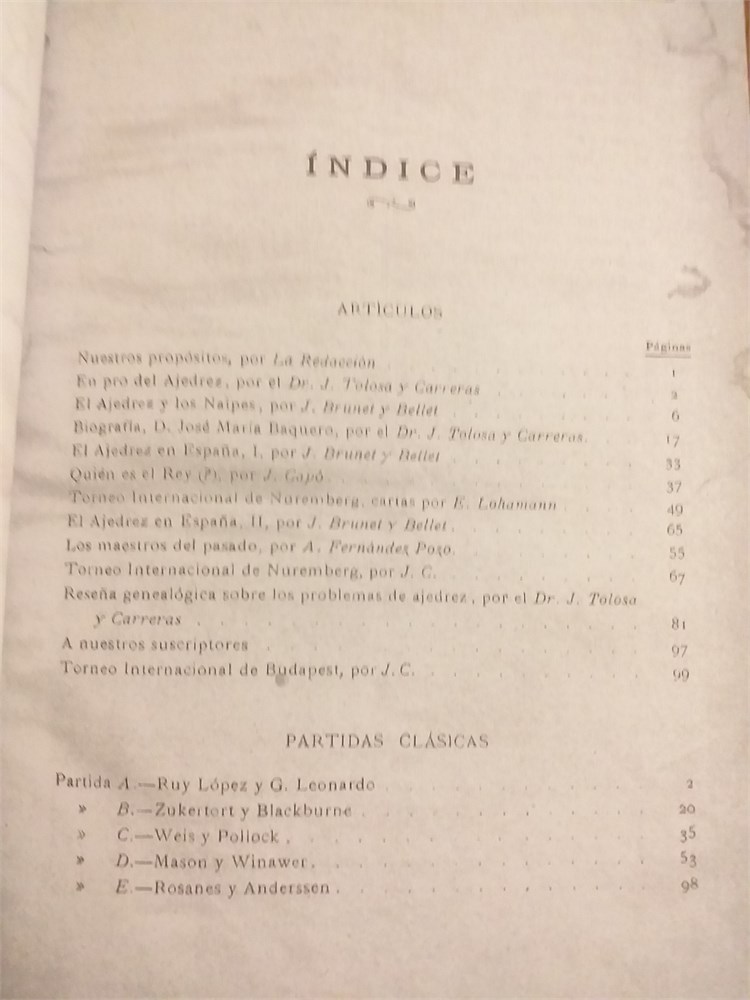 ÍNDICE
ARTÍCULOS
Páginas
Nuestros propósitos, por La Redacción . . . . 1
En pro del Ajedrez, por el Dr. J. Tolosa y Carreras . . . . 2
El Ajedrez y los Naipes, por J. Brunet y Bellet . . . . 6
Biografía, D. José María Baquero, por el Dr. J. Tolosa y Carreras. . . . 17
El Ajedrez en España, I, por J. Brunet y Bellet . . . . 33
Quién es el Rey (?), por J. Capó . . . . 37
Torneo Internacional de Nuremberg, cartas por E. Lohamann . . . . 49
El Ajedrez en España, II, por J. Brunet y Bellet . . . . 65
Los maestros del pasado, por A. Fernández Pozo. . . . 55
Torneo Internacional de Nuremberg, por J. C. . . . 67
Reseña genealógica sobre los problemas de ajedrez, por el Dr. J. Tolosa
y Carreras . . . . 81
A nuestros suscriptores . . . . 97
Torneo Internacional de Budapest, por J. C. . . . 99
PARTIDAS CLÁSICAS
Partida A.—Ruy López y G. Leonardo . . . . 2
» B.—Zukertort y Blackburne . . . . 20
» C.—Weis y Pollock . . . . 35
» D.—Mason y Winawer . . . . 53
» E.—Rosanes y Anderssen . . . . 98